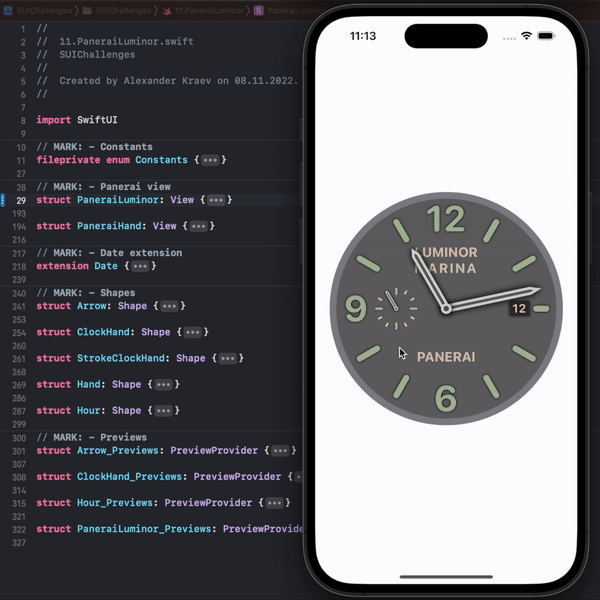 SUIChallenges 〉 SUIChallenges 〉 11.PaneraiLuminor 〉 PaneraiLuminor
1 //
2 //  11.PaneraiLuminor.swift
3 //  SUIChallenges
4 //
5 //  Created by Alexander Kraev on 08.11.2022.
6 //
7
8 import SwiftUI
9
10 // MARK: - Constants
11 fileprivate enum Constants {•••}
27
28 // MARK: - Panerai view
29 struct PaneraiLuminor: View {•••}
193
194 struct PaneraiHand: View {•••}
216
217 // MARK: - Date extension
218 extension Date {•••}
239
240 // MARK: - Shapes
241 struct Arrow: Shape {•••}
253
254 struct ClockHand: Shape {•••}
260
261 struct StrokeClockHand: Shape {•••}
268
269 struct Hand: Shape {•••}
286
287 struct Hour: Shape {•••}
299
300 // MARK: - Previews
301 struct Arrow_Previews: PreviewProvider {•••}
307
308 struct ClockHand_Previews: PreviewProvider {
314
315 struct Hour_Previews: PreviewProvider {•••}
321
322 struct PaneraiLuminor_Previews: PreviewProvide
327
11:13
12
LUMINOR
MARINA
9
12
PANERAI
6